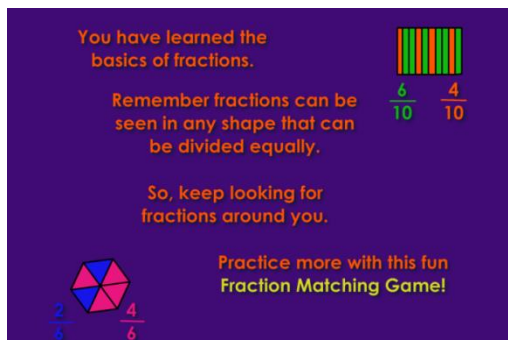 You have learned the
basics of fractions.
6 4
10 10
Remember fractions can be
seen in any shape that can
be divided equally.
So, keep looking for
fractions around you.
Practice more with this fun
Fraction Matching Game!
2 4
6 6